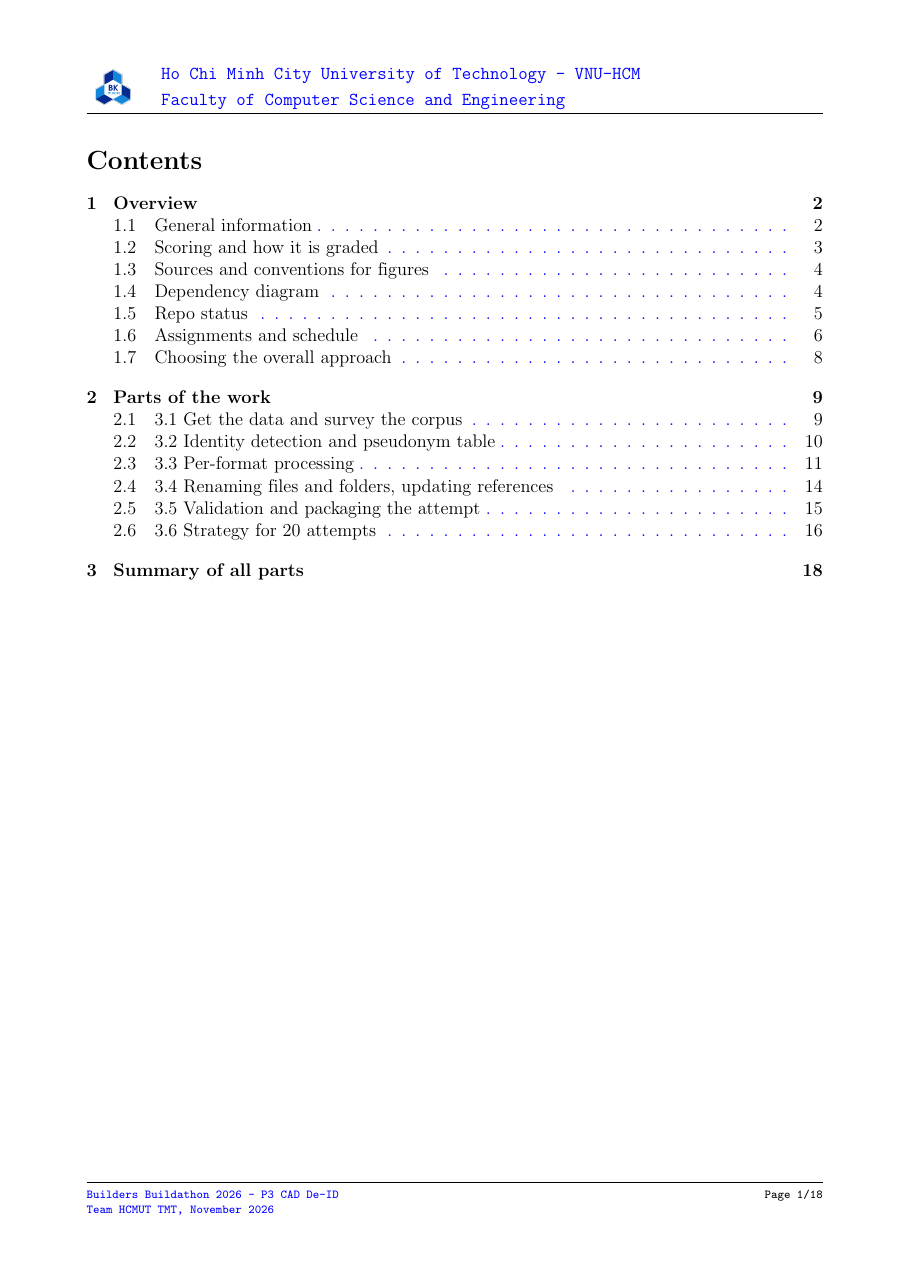 BK
Ho Chi Minh City University of Technology - VNU-HCM
Faculty of Computer Science and Engineering
Contents
1 Overview 2
1.1 General information . . . . . . . . . . . . . . . . . . . . . . . . . . . . . . . . . . 2
1.2 Scoring and how it is graded . . . . . . . . . . . . . . . . . . . . . . . . . . . . . 3
1.3 Sources and conventions for figures . . . . . . . . . . . . . . . . . . . . . . . . . 4
1.4 Dependency diagram . . . . . . . . . . . . . . . . . . . . . . . . . . . . . . . . . 4
1.5 Repo status . . . . . . . . . . . . . . . . . . . . . . . . . . . . . . . . . . . . . . 5
1.6 Assignments and schedule . . . . . . . . . . . . . . . . . . . . . . . . . . . . . . 6
1.7 Choosing the overall approach . . . . . . . . . . . . . . . . . . . . . . . . . . . . 8
2 Parts of the work 9
2.1 3.1 Get the data and survey the corpus . . . . . . . . . . . . . . . . . . . . . . . 9
2.2 3.2 Identity detection and pseudonym table . . . . . . . . . . . . . . . . . . . . . 10
2.3 3.3 Per-format processing . . . . . . . . . . . . . . . . . . . . . . . . . . . . . . . 11
2.4 3.4 Renaming files and folders, updating references . . . . . . . . . . . . . . . . 14
2.5 3.5 Validation and packaging the attempt . . . . . . . . . . . . . . . . . . . . . . 15
2.6 3.6 Strategy for 20 attempts . . . . . . . . . . . . . . . . . . . . . . . . . . . . . 16
3 Summary of all parts 18
Builders Buildathon 2026 - P3 CAD De-ID Page 1/18
Team HCMUT TMT, November 2026